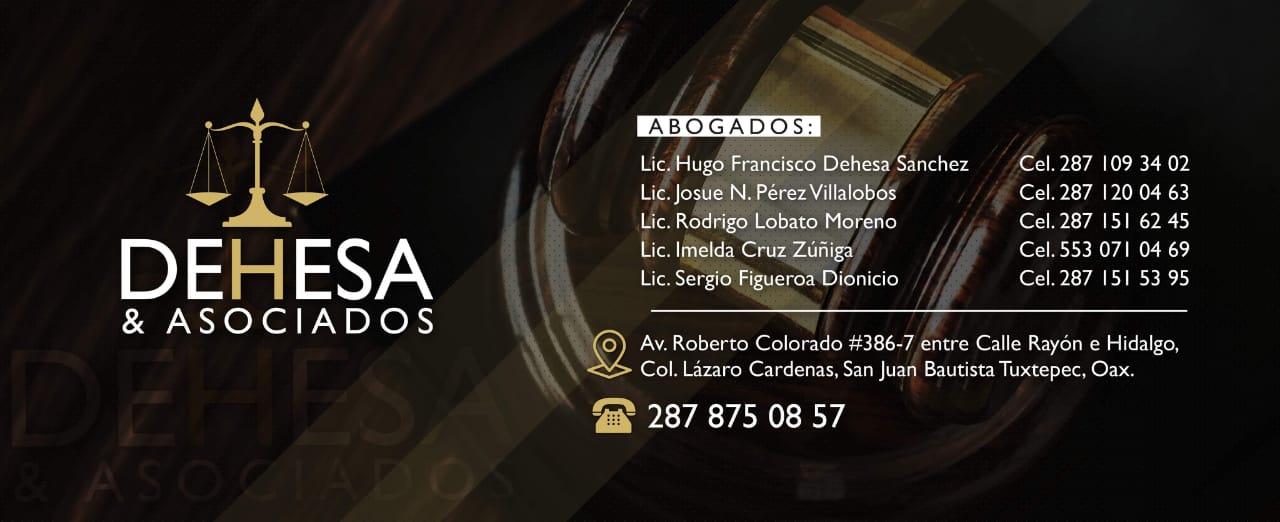 DEHESA
& ASOCIADOS
ABOGADOS:
Lic. Hugo Francisco Dehesa Sanchez Cel. 287 109 34 02
Lic. Josue N. Pérez Villalobos Cel. 287 120 04 63
Lic. Rodrigo Lobato Moreno Cel. 287 151 62 45
Lic. Imelda Cruz Zúñiga Cel. 553 071 04 69
Lic. Sergio Figueroa Dionicio Cel. 287 151 53 95
Av. Roberto Colorado #386-7 entre Calle Rayón e Hidalgo,
Col. Lázaro Cardenas, San Juan Bautista Tuxtepec, Oax.
287 875 08 57
DEHESA
& ASOCIADOS